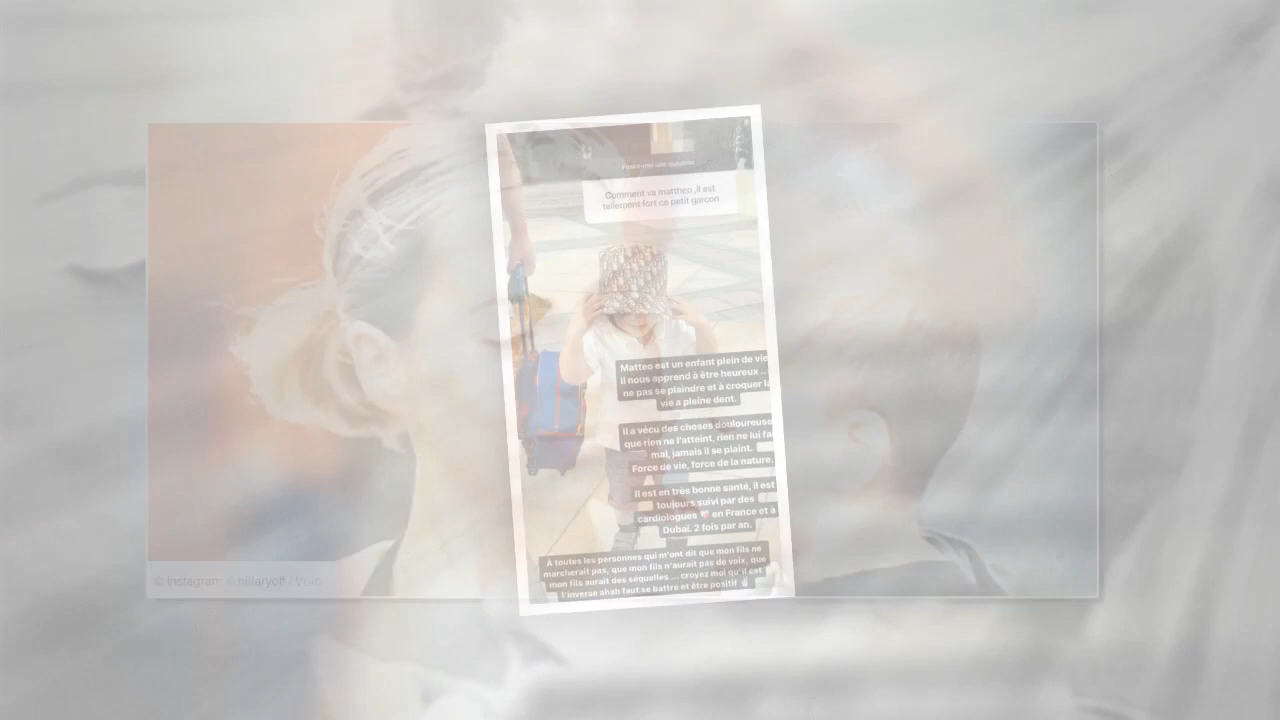 Posez-moi une question
Comment va mattheo ,il est
tellement fort ce petit garcon
Matteo est un enfant plein de vie
Il nous apprend à être heureux ..
ne pas se plaindre et à croquer la
vie a pleine dent.
Il a vécu des choses douloureuse
que rien ne l'atteint, rien ne lui fa
mal, jamais il se plaint.
Force de vie, force de la nature.
Il est en très bonne santé, il est
toujours suivi par des
cardiologues ❤️ en France et à
Dubaï. 2 fois par an.
À toutes les personnes qui m'ont dit que mon fils ne
marcherait pas, que mon fils n'aurait pas de voix, que
mon fils aurait des séquelles ... croyez moi qu'il est
l'inverse ahah faut se battre et être positif ✌
© Instagram @hillaryoff /